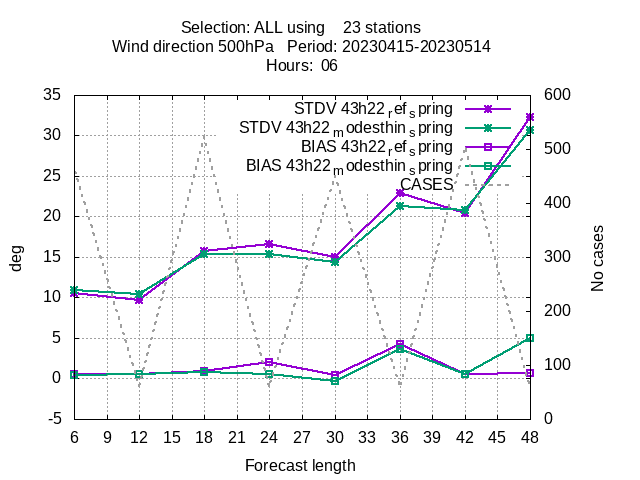 Selection: ALL using 23 stations
Wind direction 500hPa Period: 20230415-20230514
Hours: 06
STDV 43h22_ref_spring
STDV 43h22_modesthin_spring
BIAS 43h22_ref_spring
BIAS 43h22_modesthin_spring
CASES
35
30
25
20
15
10
5
0
-5
deg
600
500
400
300
200
100
0
No cases
6 9 12 15 18 21 24 27 30 33 36 39 42 45 48
Forecast length